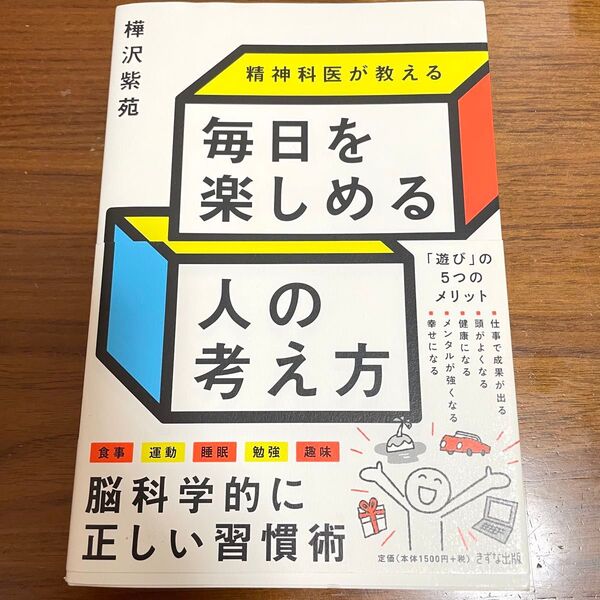 樺沢紫苑
精神科医が教える
毎日を
楽しめる
人の
考え方
「遊び」の
5つの
メリット
■仕事で成果が出る
■頭がよくなる
■健康になる
■メンタルが強くなる
■幸せになる
食事 運動 睡眠 勉強 趣味
脳科学的に
正しい習慣術
定価(本体1500円+税) きずな出版